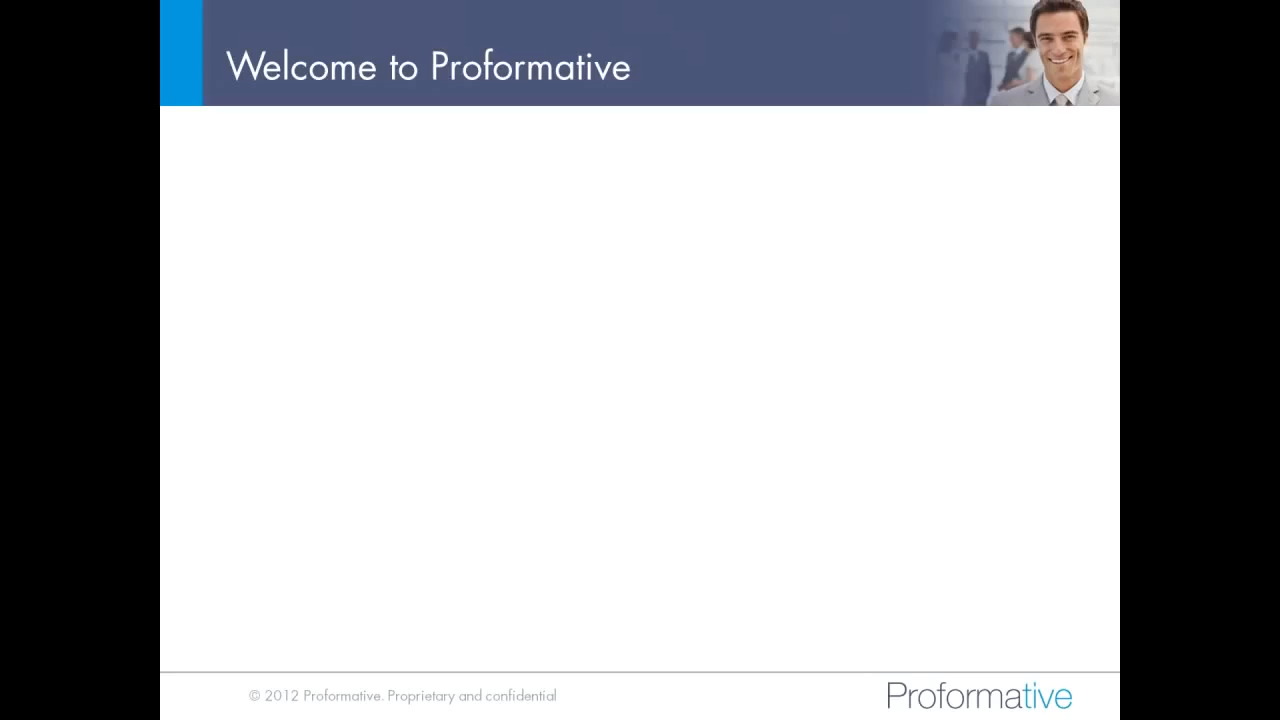 Welcome to Proformative
© 2012 Proformative. Proprietary and confidential
Proformative